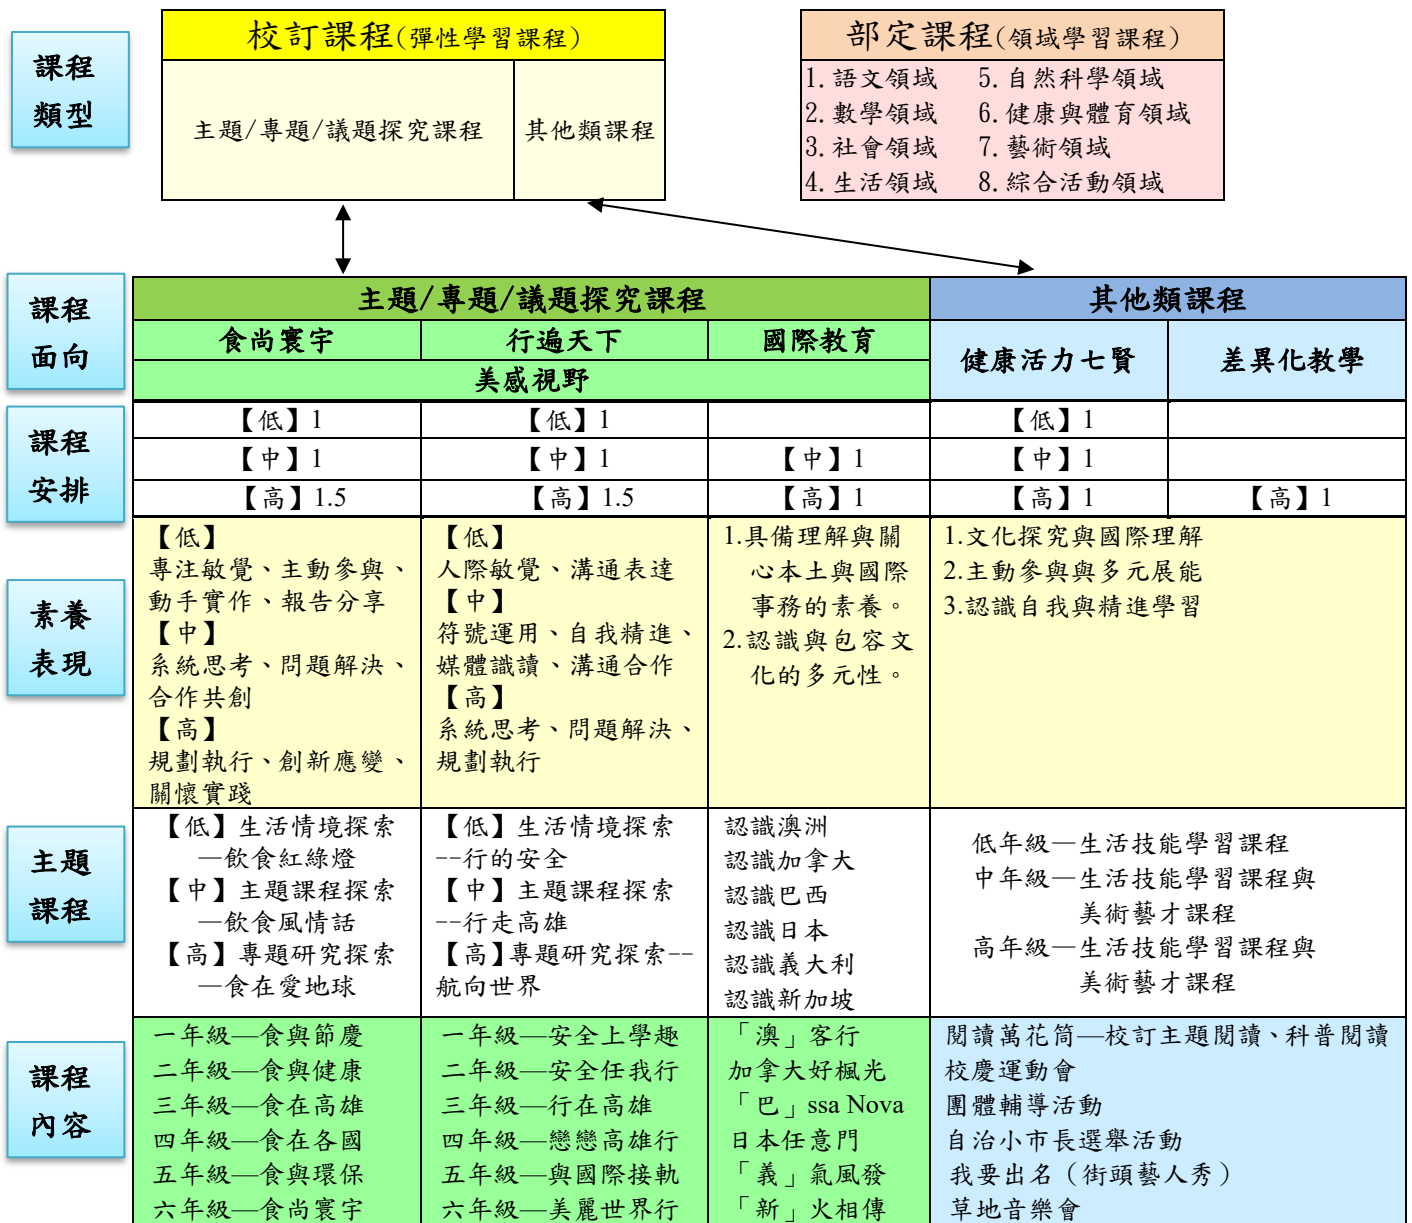 課程
類型
校訂課程(彈性學習課程)
主題/專題/議題探究課程
其他類課程
部定課程(領域學習課程)
1.語文領域 5.自然科學領域
2.數學領域 6.健康與體育領域
3.社會領域 7.藝術領域
4.生活領域 8.綜合活動領域
課程
面向
主題/專題/議題探究課程
其他類課程
食尚寰宇
行遍天下
國際教育
美感視野
健康活力七賢
差異化教學
課程
安排
【低】1
【低】1
【低】1
【中】1
【中】1
【中】1
【中】1
【高】1.5
【高】1.5
【高】1
【高】1
【高】1
素養
表現
【低】
專注敏覺、主動參與、
動手實作、報告分享
【中】
系統思考、問題解決、
合作共創
【高】
規劃執行、創新應變、
關懷實踐
【低】
人際敏覺、溝通表達
【中】
符號運用、自我精進、
媒體識讀、溝通合作
【高】
系統思考、問題解決、
規劃執行
1.具備理解與關
心本土與國際
事務的素養。
2.認識與包容文
化的多元性。
1.文化探究與國際理解
2.主動參與與多元展能
3.認識自我與精進學習
主題
課程
【低】生活情境探索
—飲食紅綠燈
【中】主題課程探索
—飲食風情話
【高】專題研究探索
—食在愛地球
【低】生活情境探索
--行的安全
【中】主題課程探索
--行走高雄
【高】專題研究探索--
航向世界
認識澳洲
認識加拿大
認識巴西
認識日本
認識義大利
認識新加坡
低年級—生活技能學習課程
中年級—生活技能學習課程與
美術藝才課程
高年級—生活技能學習課程與
美術藝才課程
課程
內容
一年級—食與節慶
二年級—食與健康
三年級—食在高雄
四年級—食在各國
五年級—食與環保
六年級—食尚寰宇
一年級—安全上學趣
二年級—安全任我行
三年級—行在高雄
四年級—戀戀高雄行
五年級—與國際接軌
六年級—美麗世界行
「澳」客行
加拿大好楓光
「巴」ssa Nova
日本任意門
「義」氣風發
「新」火相傳
閱讀萬花筒—校訂主題閱讀、科普閱讀
校慶運動會
團體輔導活動
自治小市長選舉活動
我要出名（街頭藝人秀）
草地音樂會